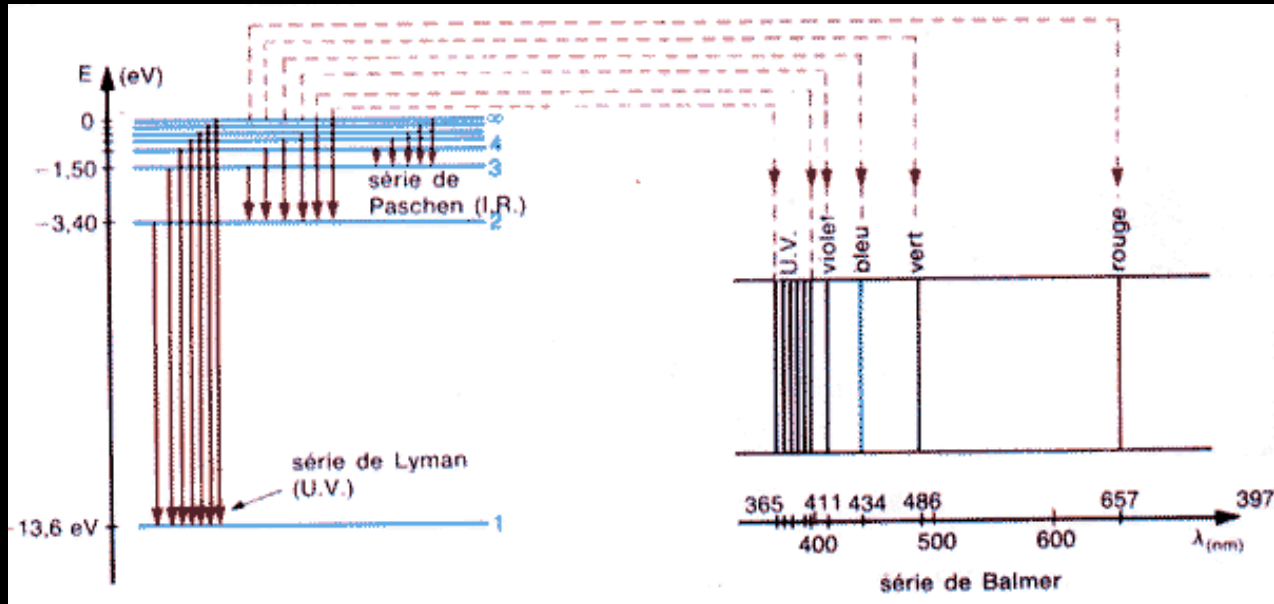 E (eV)
0
-1,50
-3,40
-13,6 eV
∞
4
3
2
1
série de
Paschen (I.R.)
série de Lyman
(U.V.)
U.V.
violet
bleu
vert
rouge
365 411 434 486 657 397
400 500 600 λ(nm)
série de Balmer